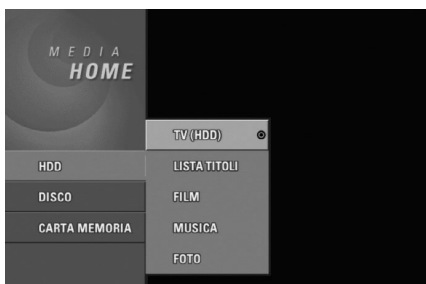 MEDIA
HOME
HDD
DISCO
CARTA MEMORIA
TV (HDD)
LISTA TITOLI
FILM
MUSICA
FOTO